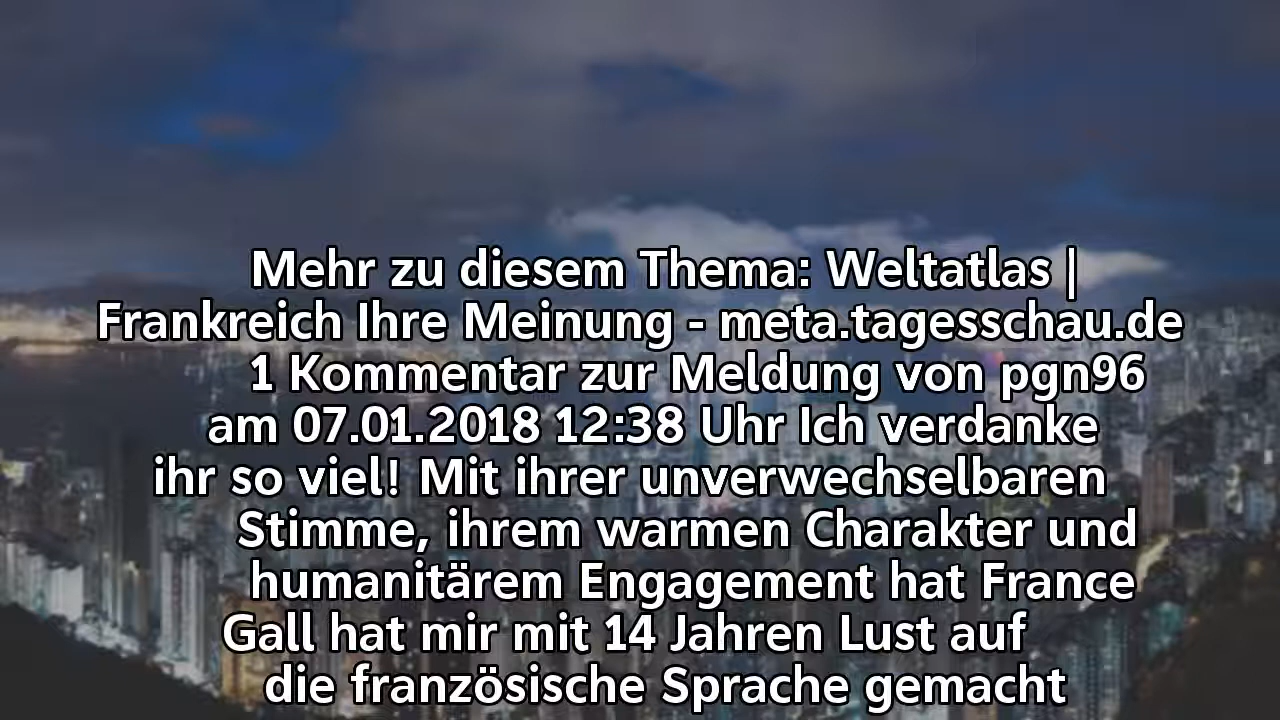 Mehr zu diesem Thema: Weltatlas |
Frankreich Ihre Meinung - meta.tagesschau.de
1 Kommentar zur Meldung von pgn96
am 07.01.2018 12:38 Uhr Ich verdanke
ihr so viel! Mit ihrer unverwechselbaren
Stimme, ihrem warmen Charakter und
humanitärem Engagement hat France
Gall hat mir mit 14 Jahren Lust auf
die französische Sprache gemacht